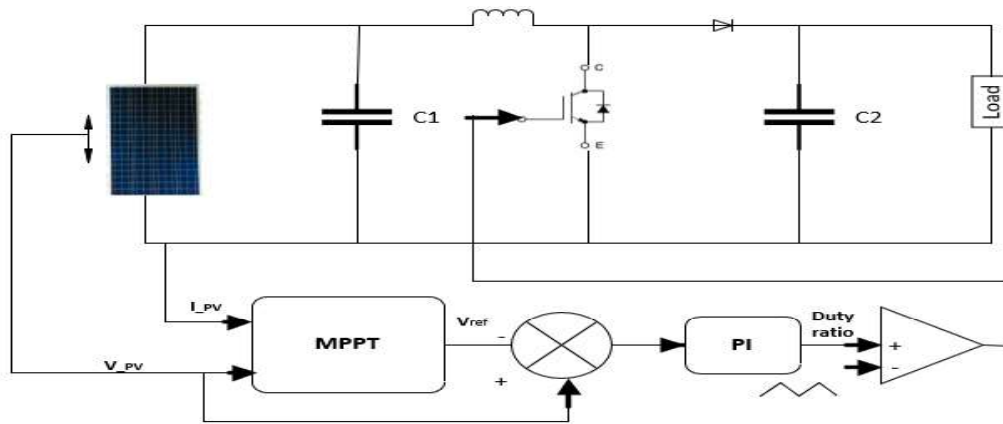 C
C1
E
C2
Load
I_PV
V_PV
MPPT
Vref
-
+
PI
Duty
ratio
+
-